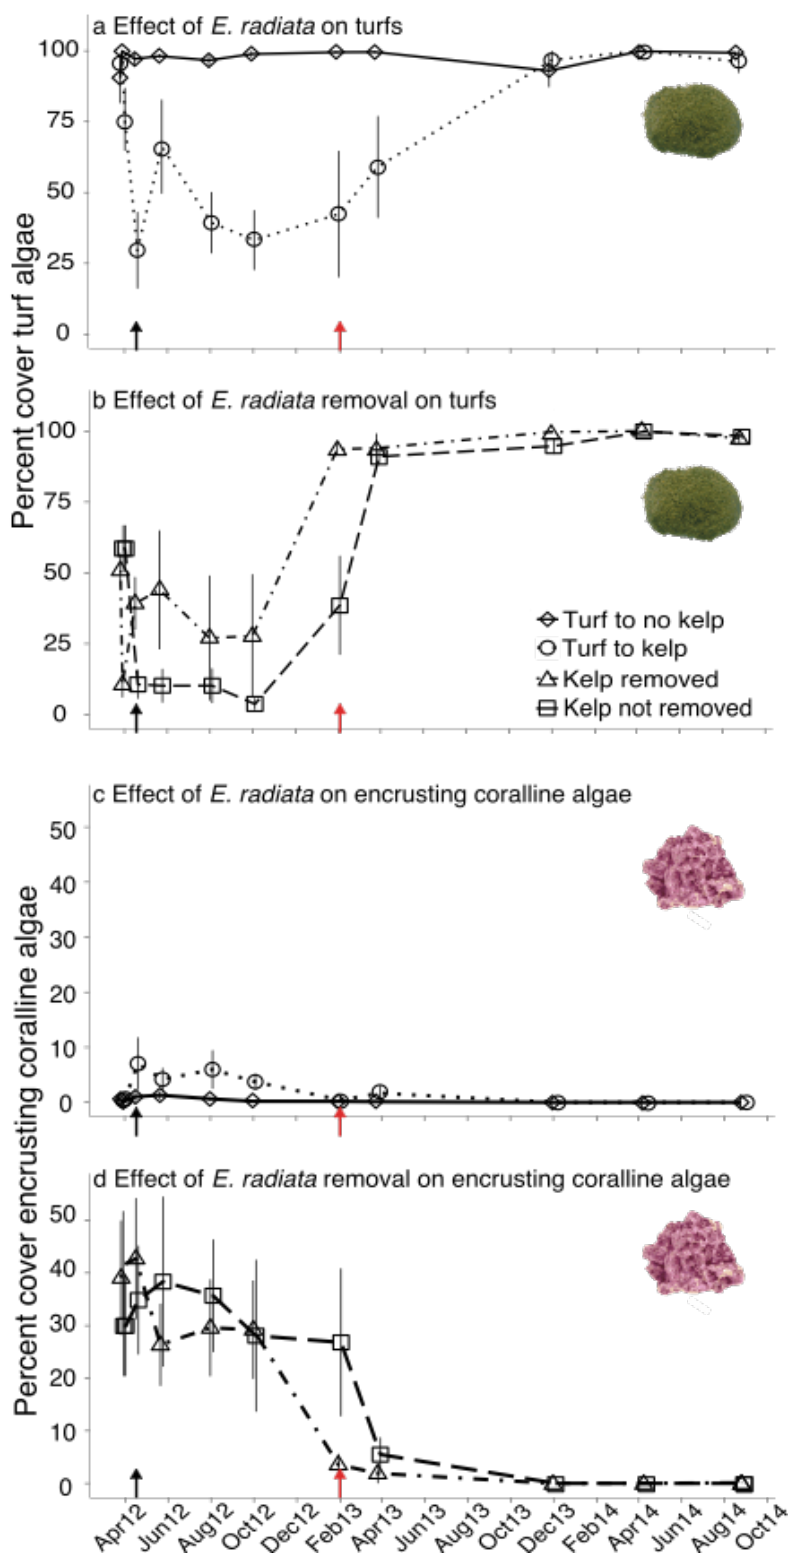 a Effect of E. radiata on turfs
100
75
50
25
0
Percent cover turf algae
b Effect of E. radiata removal on turfs
100
75
50
25
0
Turf to no kelp
Turf to kelp
Kelp removed
Kelp not removed
c Effect of E. radiata on encrusting coralline algae
50
40
30
20
10
0
Percent cover encrusting coralline algae
d Effect of E. radiata removal on encrusting coralline algae
50
40
30
20
10
0
Apr12 Jun12 Aug12 Oct12 Dec12 Feb13 Apr13 Jun13 Aug13 Oct13 Dec13 Feb14 Apr14 Jun14 Aug14 Oct14